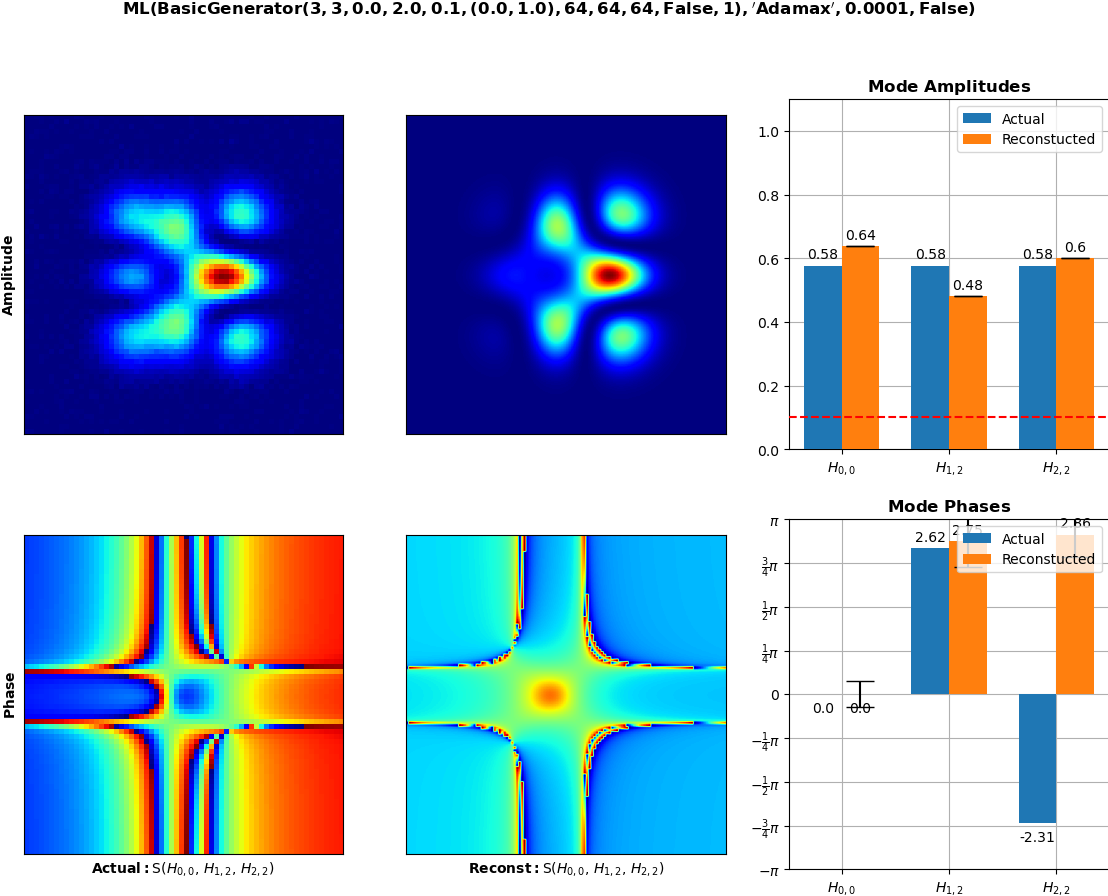 ML(BasicGenerator(3, 3, 0.0, 2.0, 0.1, (0.0, 1.0), 64, 64, 64, False, 1), ′Adamax′, 0.0001, False)
Amplitude
Mode Amplitudes
Actual
Reconstucted
1.0
0.8
0.6
0.4
0.2
0.0
0.58
0.64
0.58
0.48
0.58
0.6
H0,0
H1,2
H2,2
Phase
Actual: S(H0,0, H1,2, H2,2)
Reconst: S(H0,0, H1,2, H2,2)
Mode Phases
Actual
Reconstucted
π
3/4π
1/2π
1/4π
0
−1/4π
−1/2π
−3/4π
−π
0.0
0.0
2.62
2.75
-2.31
2.86
H0,0
H1,2
H2,2